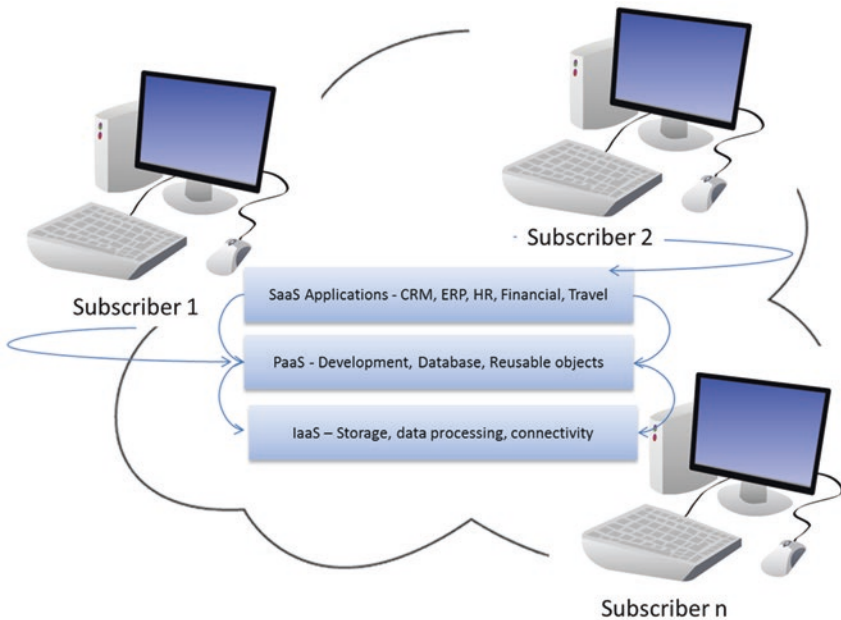 Subscriber 2
SaaS Applications - CRM, ERP, HR, Financial, Travel
Subscriber 1
PaaS - Development, Database, Reusable objects
IaaS – Storage, data processing, connectivity
Subscriber n